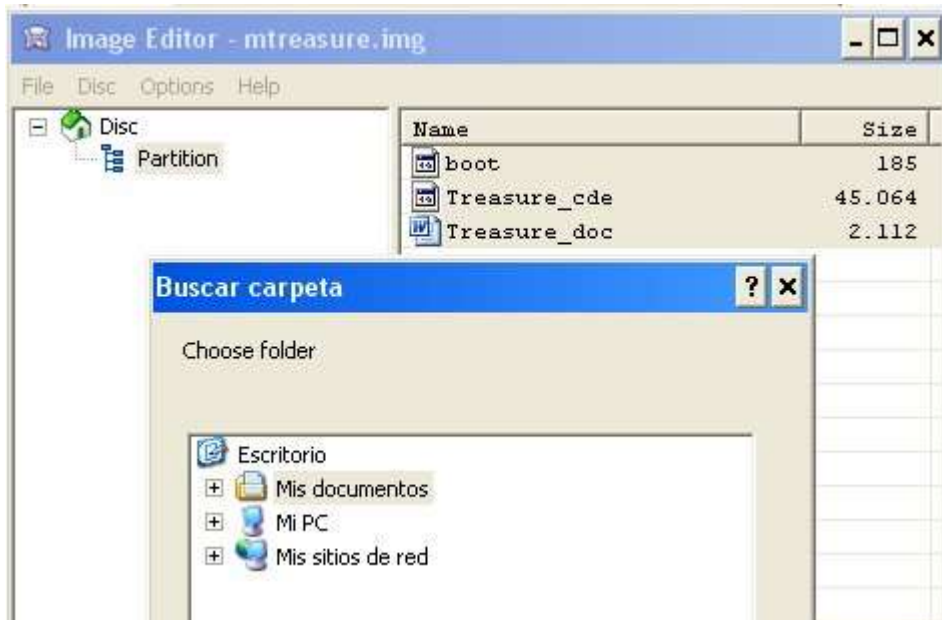 Image Editor - mtreasure.img
File Disc Options Help
Disc
Partition
Name Size
boot 185
Treasure_cde 45.064
Treasure_doc 2.112
Buscar carpeta
Choose folder
Escritorio
Mis documentos
Mi PC
Mis sitios de red